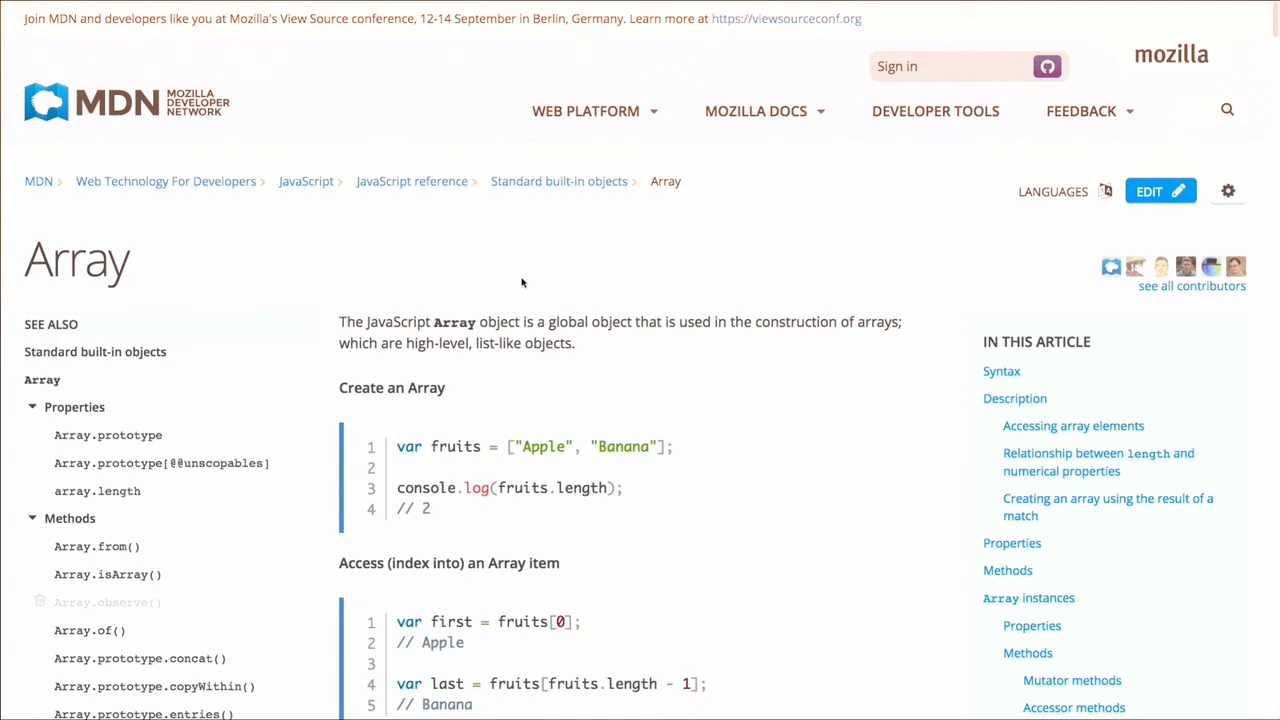 Join MDN and developers like you at Mozilla's View Source conference, 12-14 September in Berlin, Germany. Learn more at https://viewsourceconf.org
Sign in
mozilla
MDN MOZILLA DEVELOPER NETWORK
WEB PLATFORM
MOZILLA DOCS
DEVELOPER TOOLS
FEEDBACK
MDN
Web Technology For Developers
JavaScript
JavaScript reference
Standard built-in objects
Array
LANGUAGES
EDIT
Array
see all contributors
SEE ALSO
Standard built-in objects
Array
Properties
Array.prototype
Array.prototype[@@unscopables]
array.length
Methods
Array.from()
Array.isArray()
Array.observe()
Array.of()
Array.prototype.concat()
Array.prototype.copyWithin()
Array.prototype.entries()
The JavaScript Array object is a global object that is used in the construction of arrays;
which are high-level, list-like objects.
Create an Array
1 var fruits = ["Apple", "Banana"];
2
3 console.log(fruits.length);
4 // 2
Access (index into) an Array item
1 var first = fruits[0];
2 // Apple
3
4 var last = fruits[fruits.length - 1];
5 // Banana
IN THIS ARTICLE
Syntax
Description
Accessing array elements
Relationship between length and
numerical properties
Creating an array using the result of a
match
Properties
Methods
Array instances
Properties
Methods
Mutator methods
Accessor methods